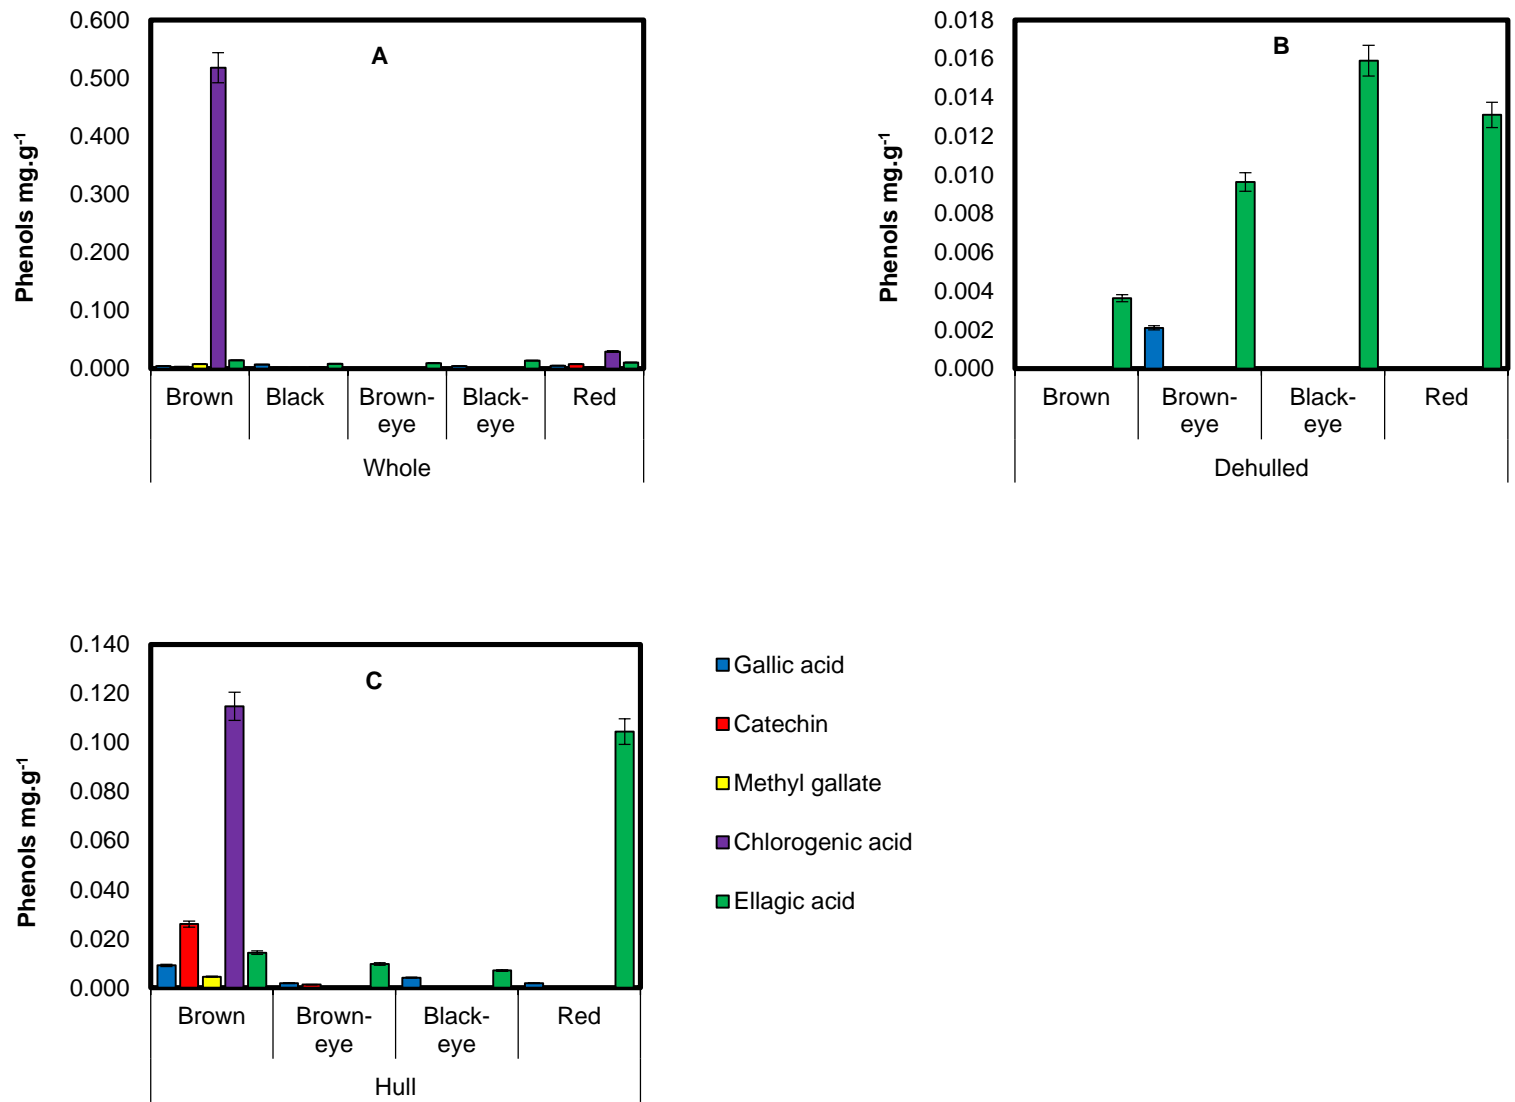 A
Phenols mg.g-1
0.600
0.500
0.400
0.300
0.200
0.100
0.000
Brown
Black
Brown-
eye
Black-
eye
Red
Whole
B
Phenols mg.g-1
0.018
0.016
0.014
0.012
0.010
0.008
0.006
0.004
0.002
0.000
Brown
Brown-
eye
Black-
eye
Red
Dehulled
C
Phenols mg.g-1
0.140
0.120
0.100
0.080
0.060
0.040
0.020
0.000
Brown
Brown-
eye
Black-
eye
Red
Hull
Gallic acid
Catechin
Methyl gallate
Chlorogenic acid
Ellagic acid